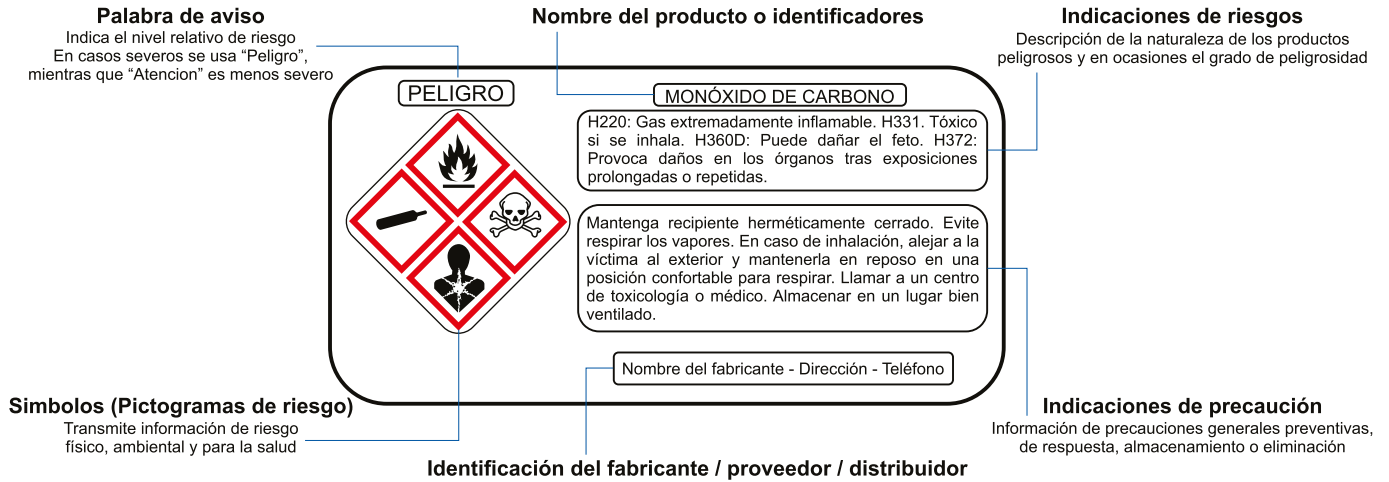 Palabra de aviso
Indica el nivel relativo de riesgo
En casos severos se usa “Peligro”,
mientras que “Atencion” es menos severo
Nombre del producto o identificadores
Indicaciones de riesgos
Descripción de la naturaleza de los productos
peligrosos y en ocasiones el grado de peligrosidad
PELIGRO
MONÓXIDO DE CARBONO
H220: Gas extremadamente inflamable. H331. Tóxico
si se inhala. H360D: Puede dañar el feto. H372:
Provoca daños en los órganos tras exposiciones
prolongadas o repetidas.
Mantenga recipiente herméticamente cerrado. Evite
respirar los vapores. En caso de inhalación, alejar a la
víctima al exterior y mantenerla en reposo en una
posición confortable para respirar. Llamar a un centro
de toxicología o médico. Almacenar en un lugar bien
ventilado.
Nombre del fabricante - Dirección - Teléfono
Simbolos (Pictogramas de riesgo)
Transmite información de riesgo
físico, ambiental y para la salud
Identificación del fabricante / proveedor / distribuidor
Indicaciones de precaución
Información de precauciones generales preventivas,
de respuesta, almacenamiento o eliminación